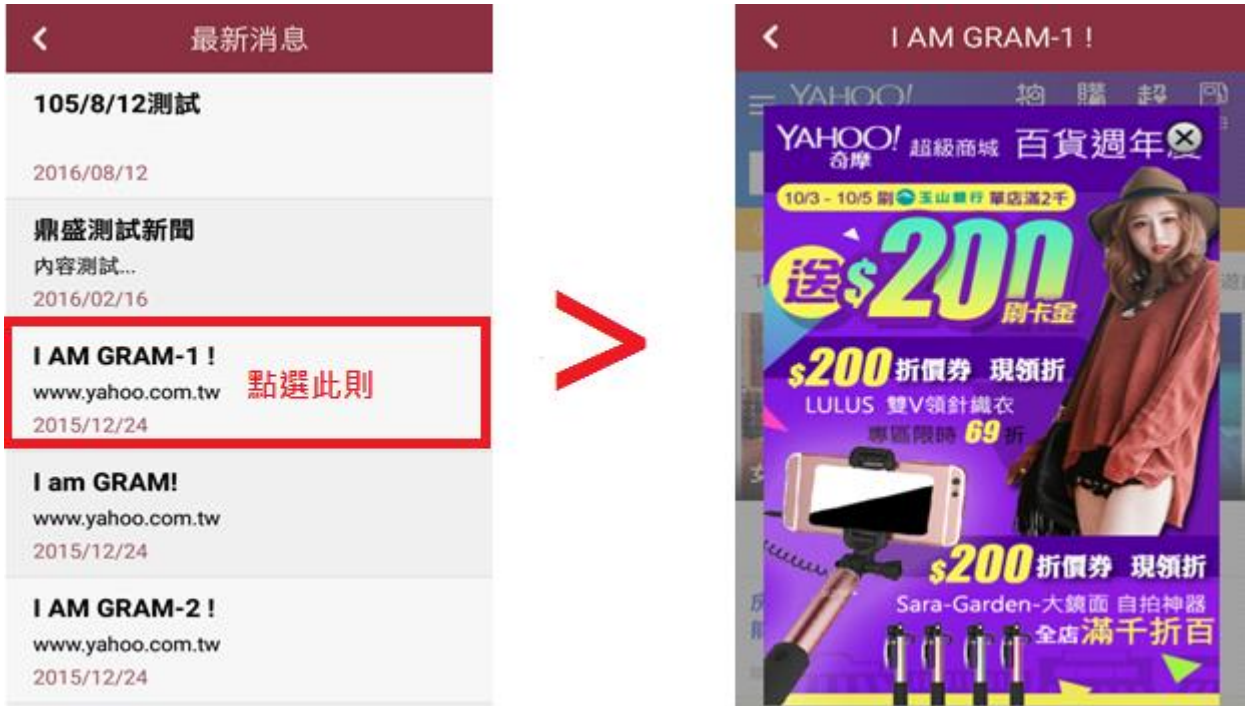 最新消息
105/8/12測試
2016/08/12
鼎盛測試新聞
內容測試...
2016/02/16
I AM GRAM-1 !
www.yahoo.com.tw
點選此則
2015/12/24
I am GRAM!
www.yahoo.com.tw
2015/12/24
I AM GRAM-2 !
www.yahoo.com.tw
2015/12/24
>
I AM GRAM-1 !
YAHOO!
YAHOO!奇摩 超級商城 百貨週年慶
10/3 - 10/5 刷 玉山銀行 單店滿2千
送$200
刷卡金
$200 折價券 現領折
LULUS 雙V領針織衣
專區限時 69 折
$200 折價券 現領折
Sara-Garden-大鏡面 自拍神器
全店滿千折百